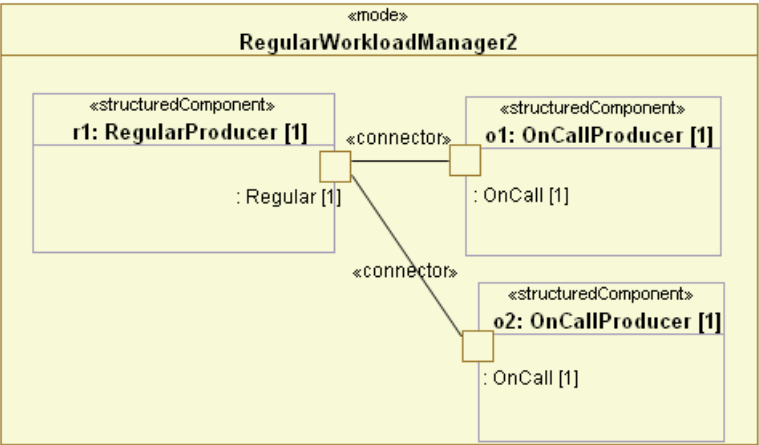 «mode»
RegularWorkloadManager2
«structuredComponent»
r1: RegularProducer [1]
«connector»
«structuredComponent»
o1: OnCallProducer [1]
: Regular [1]
: OnCall [1]
«connector»
«structuredComponent»
o2: OnCallProducer [1]
: OnCall [1]